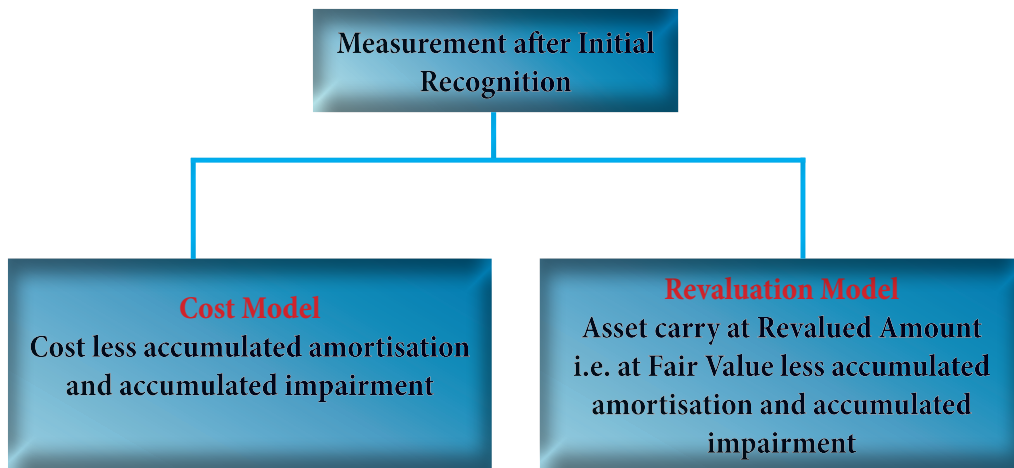 Measurement after Initial
Recognition
Cost Model
Cost less accumulated amortisation
and accumulated impairment
Revaluation Model
Asset carry at Revalued Amount
i.e. at Fair Value less accumulated
amortisation and accumulated
impairment